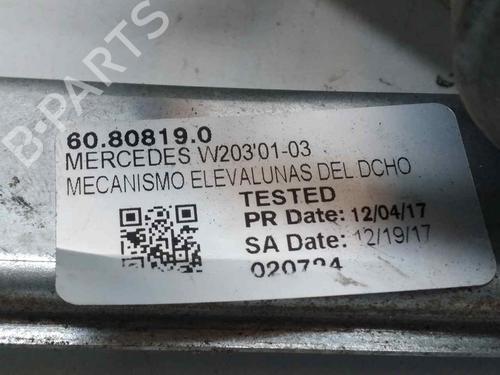 60.80819.0
MERCEDES W203'01-03
MECANISMO ELEVALUNAS DEL DCHO
TESTED
PR Date: 12/04/17
SA Date: 12/19/17
020794
B-PARTS